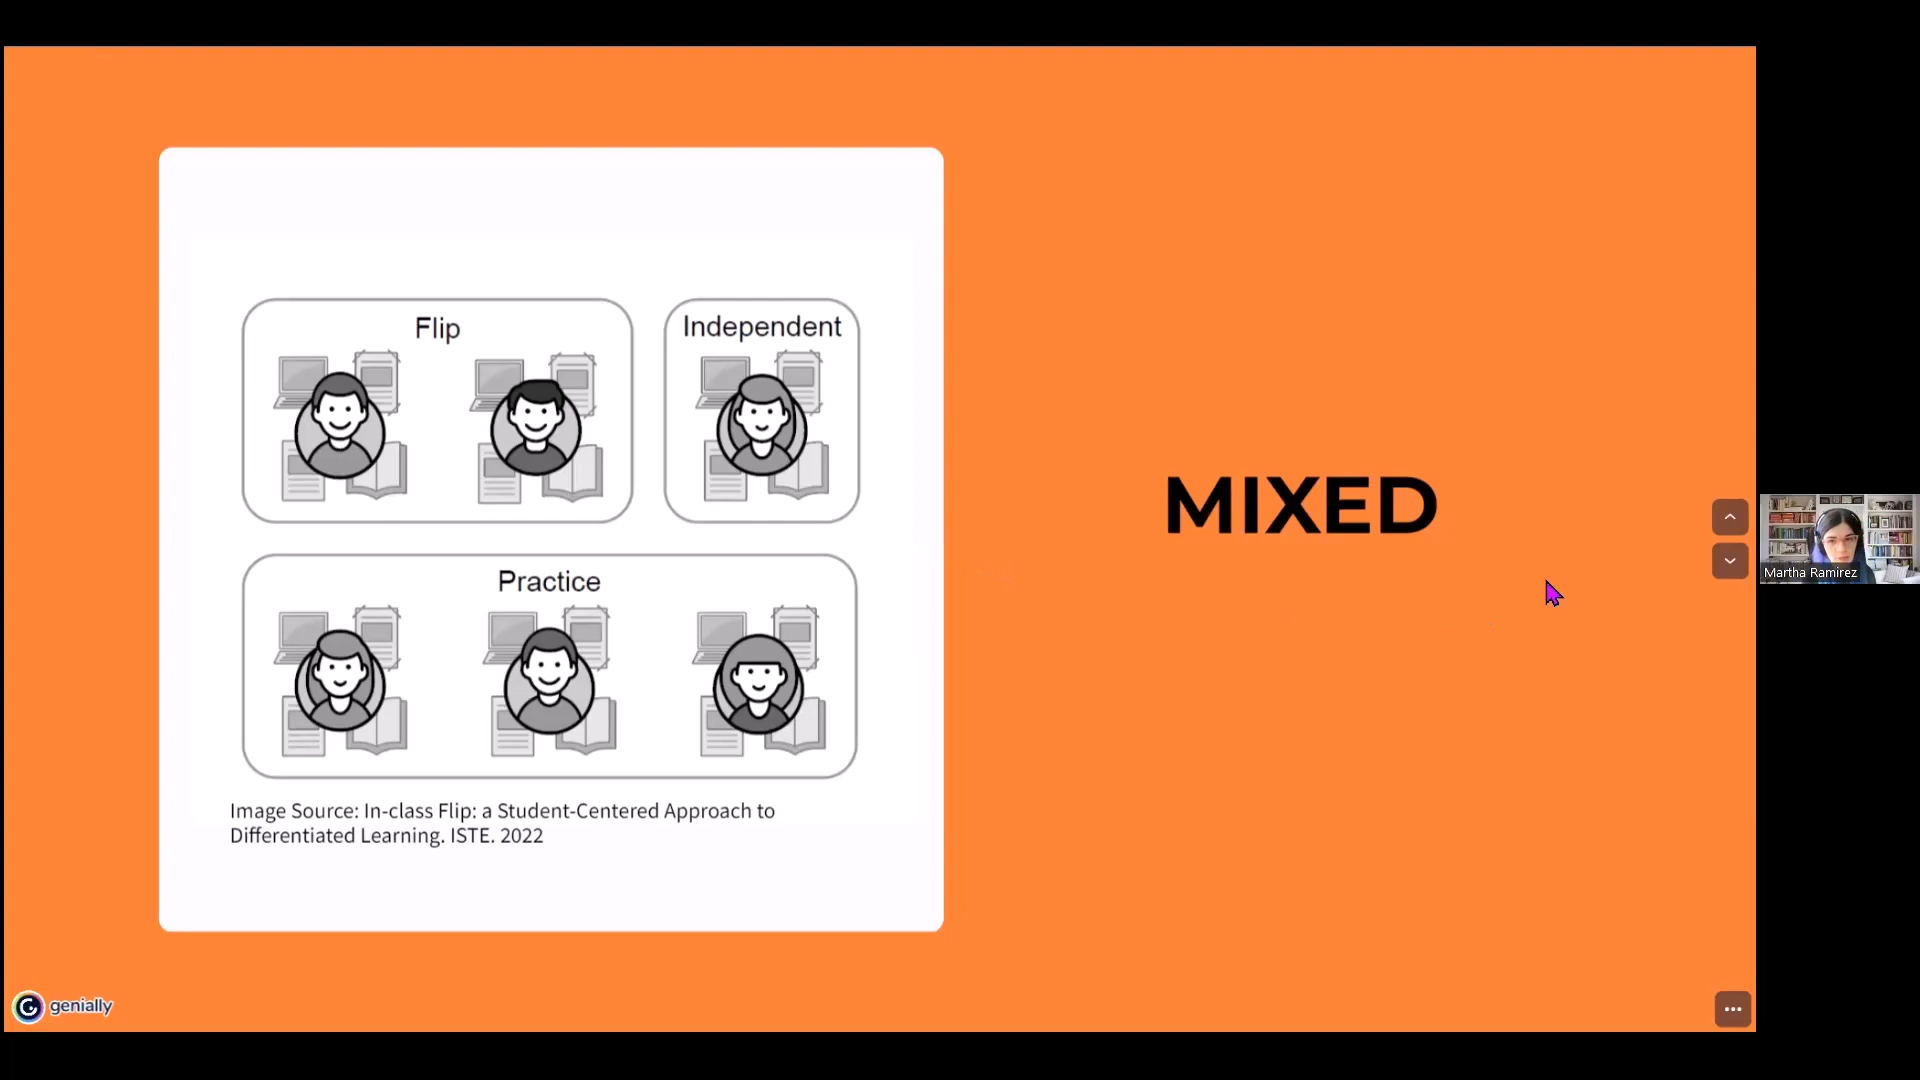 Flip
Independent
Practice
Image Source: In-class Flip: a Student-Centered Approach to
Differentiated Learning. ISTE. 2022
MIXED
Martha Ramirez
genially